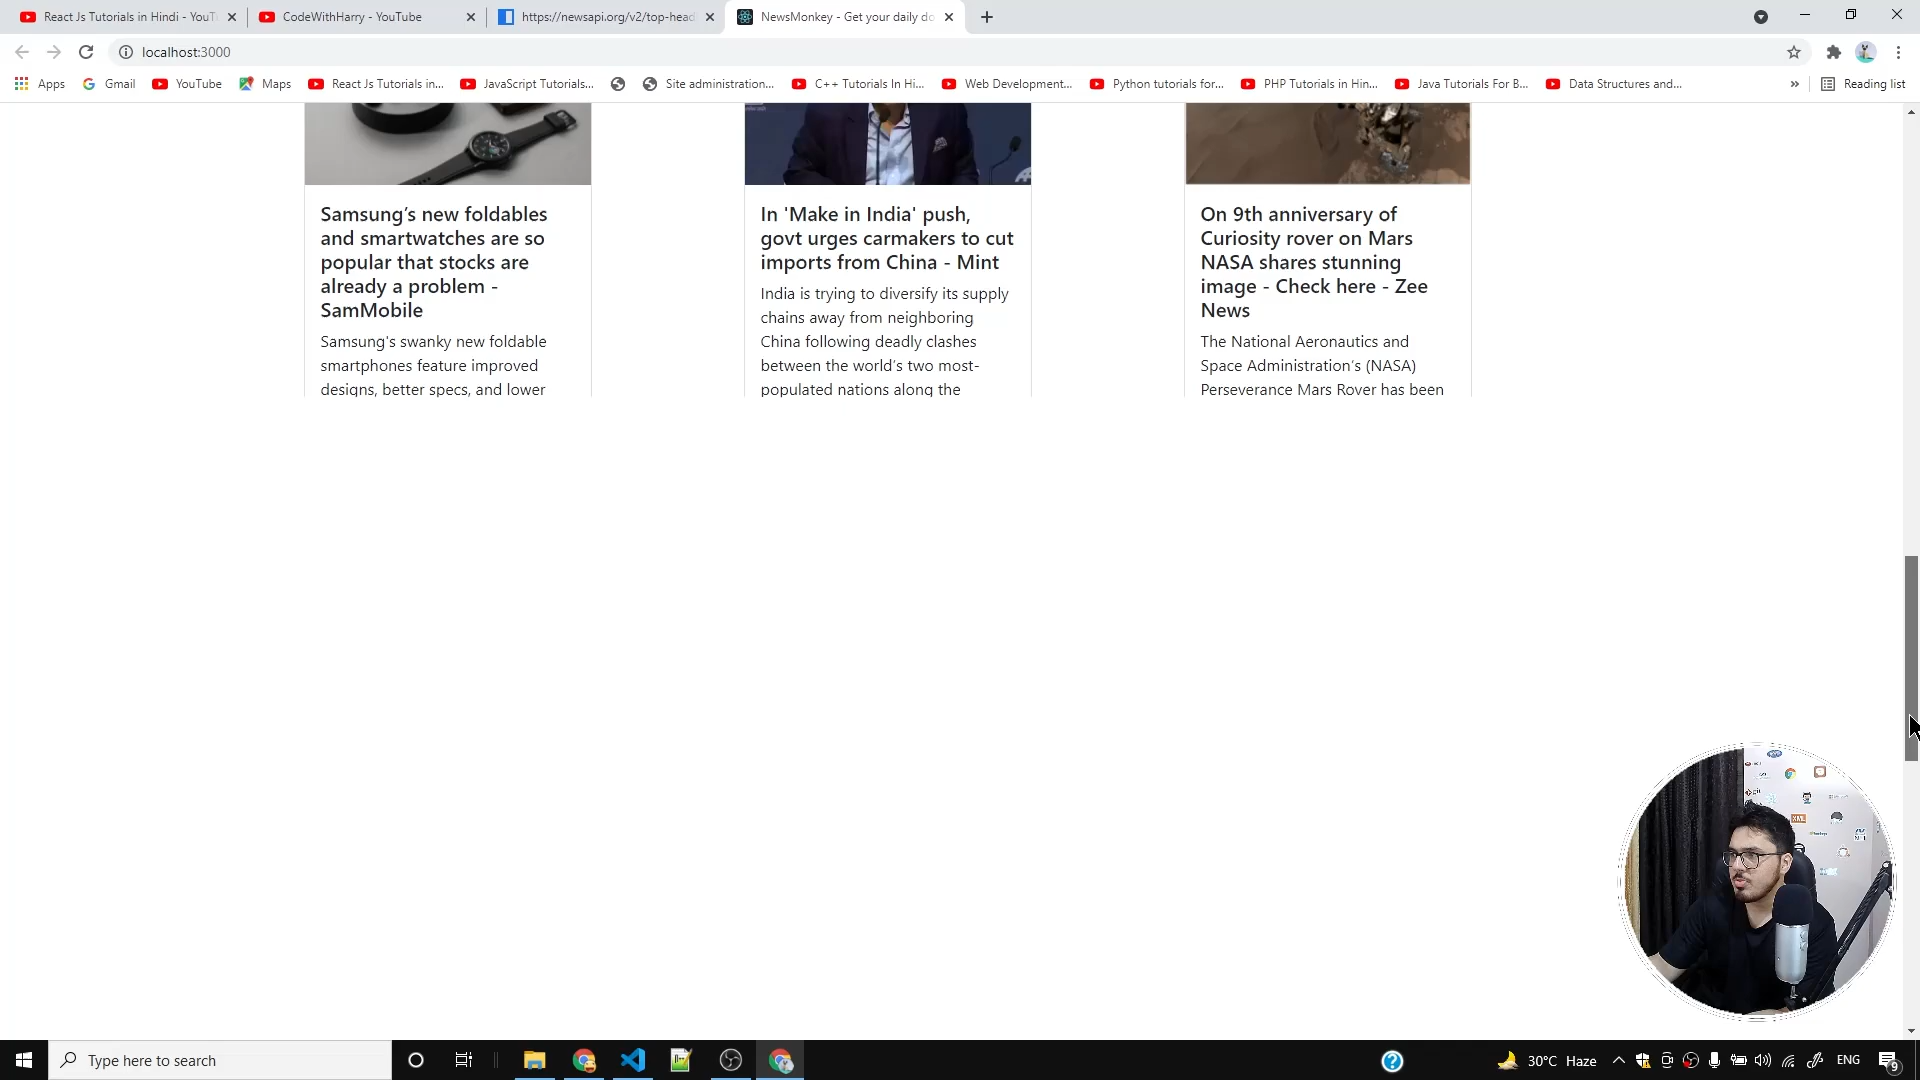 React Js Tutorials in Hindi - YouT
CodeWithHarry - YouTube
https://newsapi.org/v2/top-head
NewsMonkey - Get your daily do
localhost:3000
Apps
Gmail
YouTube
Maps
React Js Tutorials in...
JavaScript Tutorials...
Site administration...
C++ Tutorials In Hi...
Web Development...
Python tutorials for...
PHP Tutorials in Hin...
Java Tutorials For B...
Data Structures and...
»
Reading list
Samsung’s new foldables
and smartwatches are so
popular that stocks are
already a problem -
SamMobile
Samsung's swanky new foldable
smartphones feature improved
designs, better specs, and lower
In 'Make in India' push,
govt urges carmakers to cut
imports from China - Mint
India is trying to diversify its supply
chains away from neighboring
China following deadly clashes
between the world’s two most-
populated nations along the
On 9th anniversary of
Curiosity rover on Mars
NASA shares stunning
image - Check here - Zee
News
The National Aeronautics and
Space Administration’s (NASA)
Perseverance Mars Rover has been
git
XML
Type here to search
30°C Haze
ENG
9